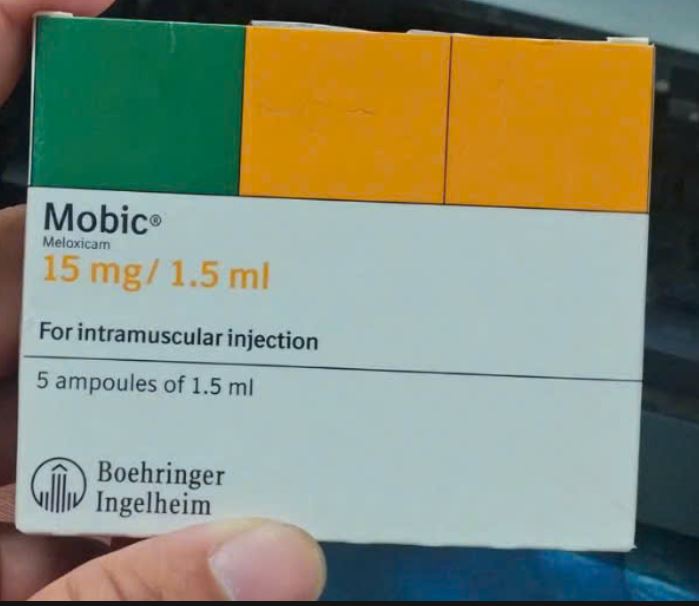 Mobic®
Meloxicam
15 mg/ 1.5 ml
For intramuscular injection
5 ampoules of 1.5 ml
Boehringer
Ingelheim